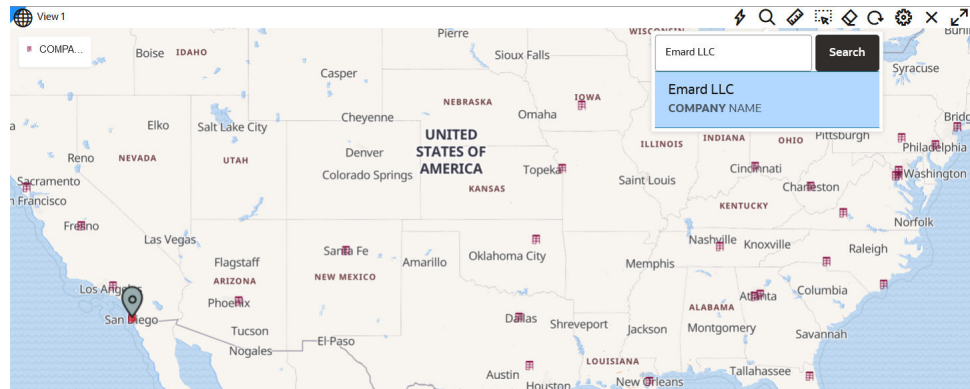 View 1
COMPA...
Emard LLC
Search
Emard LLC
COMPANY NAME
Pierre
WISCONSIN
Boise
IDAHO
Sioux Falls
Casper
Syracuse
NEBRASKA
IOWA
Cheyenne
Omaha
Elko
Salt Lake City
UNITED
STATES OF
AMERICA
ILLINOIS
INDIANA
OHIO
Pittsburgh
Philadelphia
Reno
NEVADA
UTAH
Denver
Colorado Springs
Topeka
KANSAS
Saint Louis
Cincinnati
Charleston
Washington
Sacramento
Francisco
KENTUCKY
Norfolk
Fresno
Las Vegas
Santa Fe
Oklahoma City
Nashville
Knoxville
Raleigh
Flagstaff
Amarillo
Memphis
ARIZONA
NEW MEXICO
Los Angeles
Phoenix
Atlanta
Columbia
ALABAMA
San Diego
Tucson
El Paso
Dallas
Shreveport
Jackson
Montgomery
Savannah
Nogales
LOUISIANA
Austin
Houston
New Orleans
Tallahassee